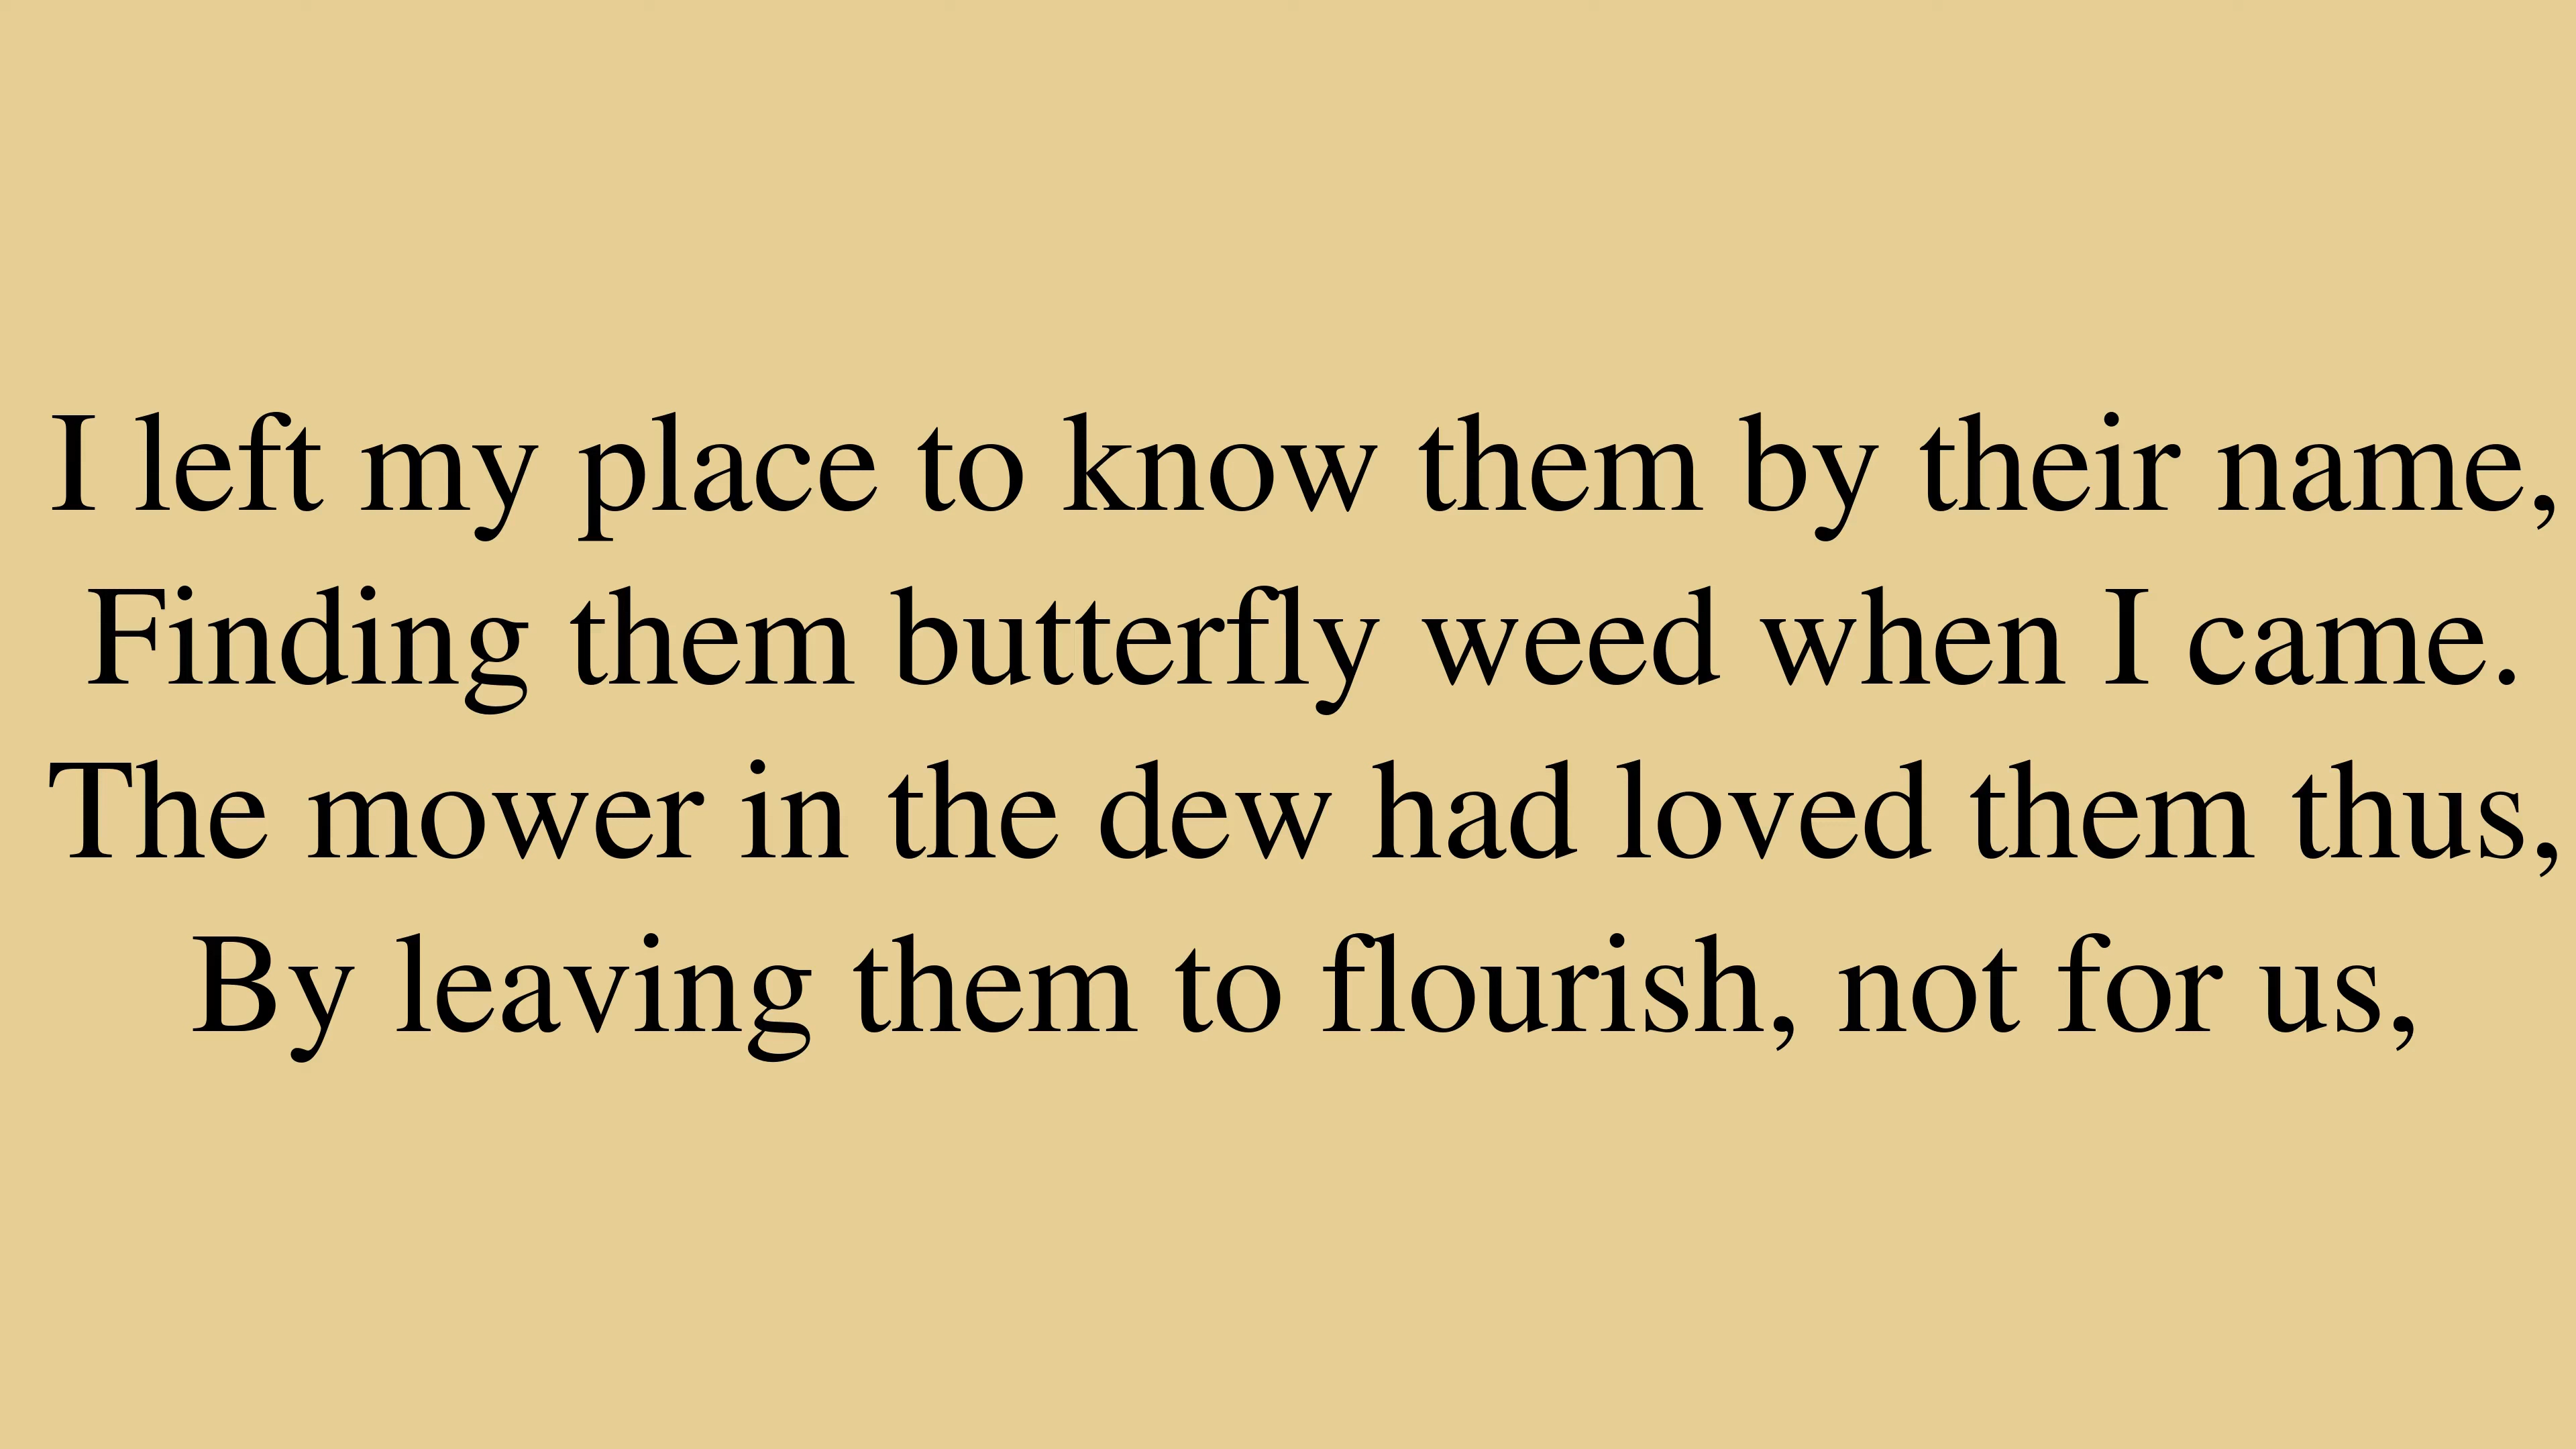 I left my place to know them by their name,
Finding them butterfly weed when I came.
The mower in the dew had loved them thus,
By leaving them to flourish, not for us,